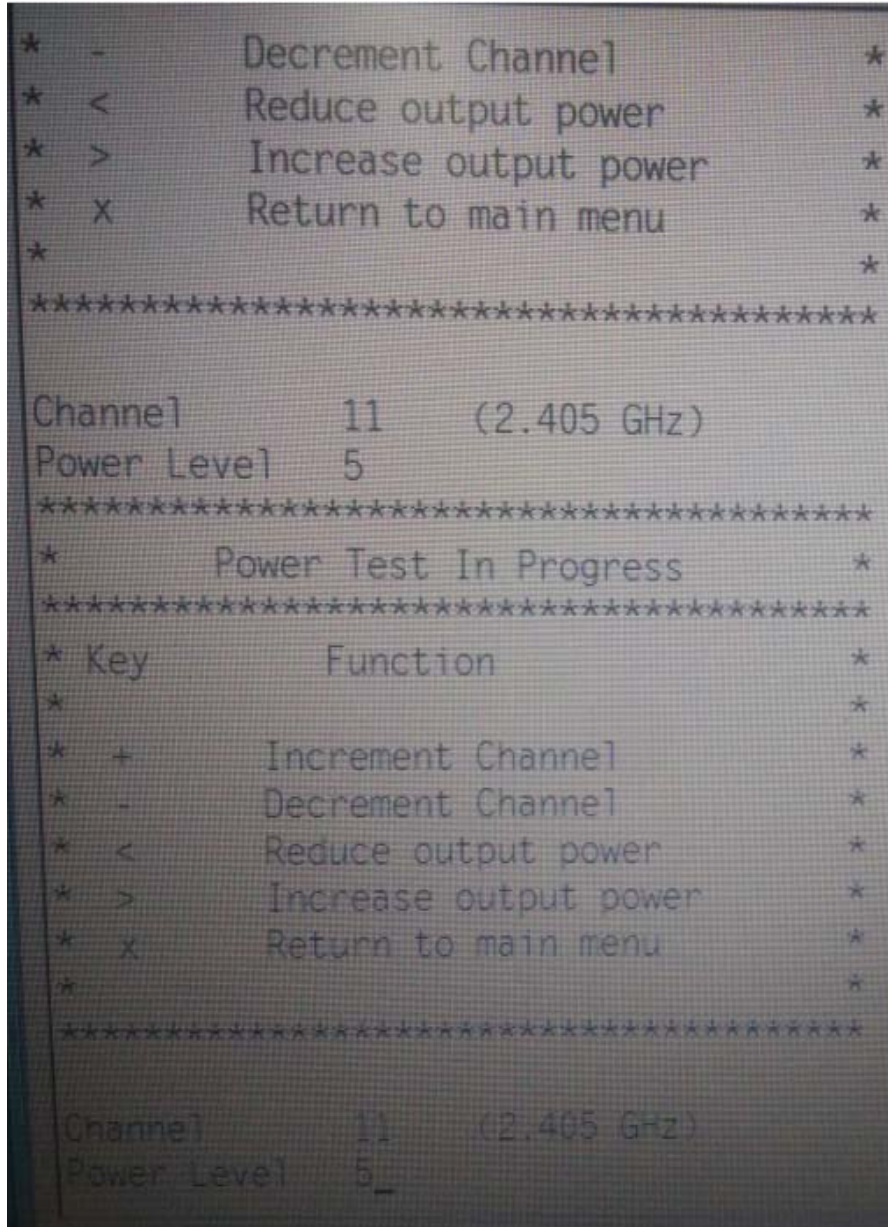 * - Decrement Channel *
* < Reduce output power *
* > Increase output power *
* x Return to main menu *
* *
***************************************
Channel 11 (2.405 GHz)
Power Level 5
***************************************
* Power Test In Progress *
***************************************
* Key Function *
* *
* + Increment Channel *
* - Decrement Channel *
* < Reduce output power *
* > Increase output power *
* x Return to main menu *
* *
***************************************
Channel 11 (2.405 GHz)
Power Level 5_